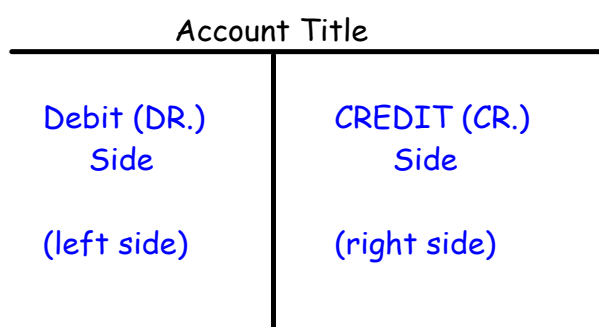 Account Title
Debit (DR.) CREDIT (CR.)
Side Side
(left side) (right side)